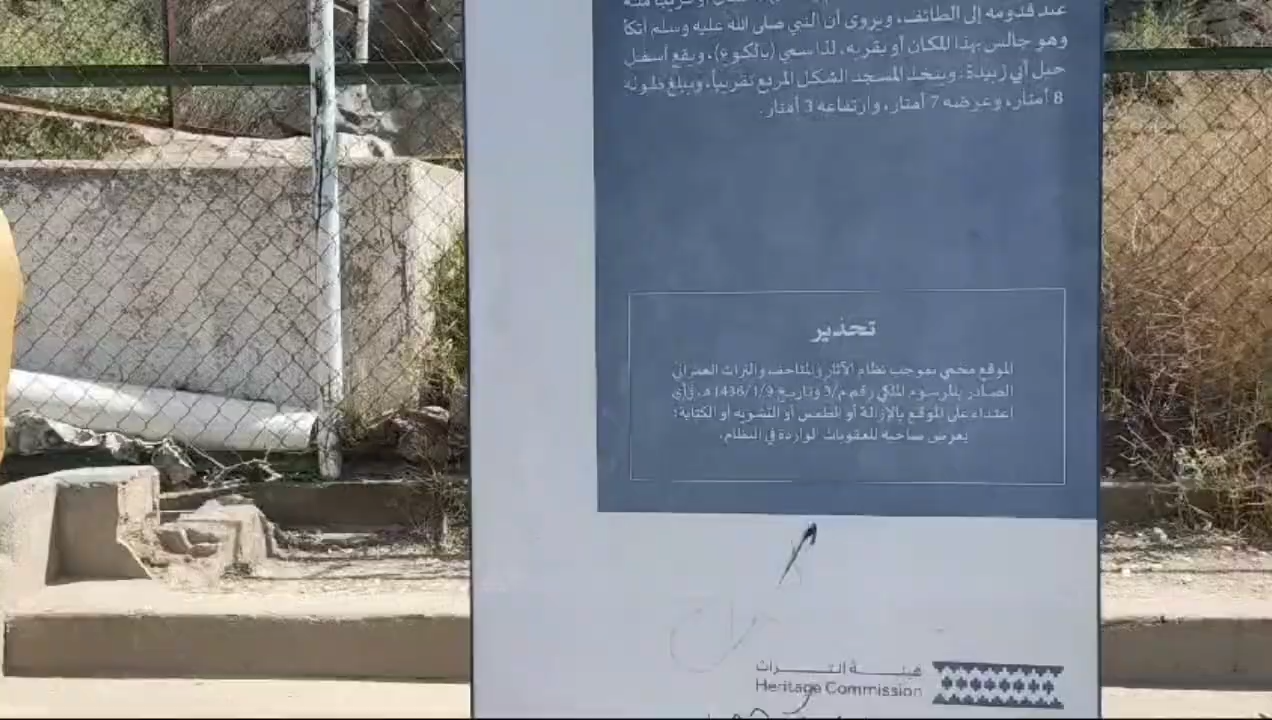 عند قدومه إلى الطائف، ويروى أن النبي صلى الله عليه وسلم اتكأ
وهو جالس بهذا المكان أو بقربه، لذا سمي (بالكوع)، ويقع أسفل
جبل أبي زبيدة. ويتخذ المسجد الشكل المربع تقريباً، ويبلغ طوله
8 أمتار، وعرضه 7 أمتار، وارتفاعه 3 أمتار.
تحذير
الموقع محمي بموجب نظام الآثار والمتاحف والتراث العمراني
الصادر بالمرسوم الملكي رقم م/3 وتاريخ 1436/1/9هـ، وأي
اعتداء على الموقع بالإزالة أو الطمس أو التشويه أو الكتابة؛
يعرض صاحبه للعقوبات الواردة في النظام.
هيئة التراث
Heritage Commission